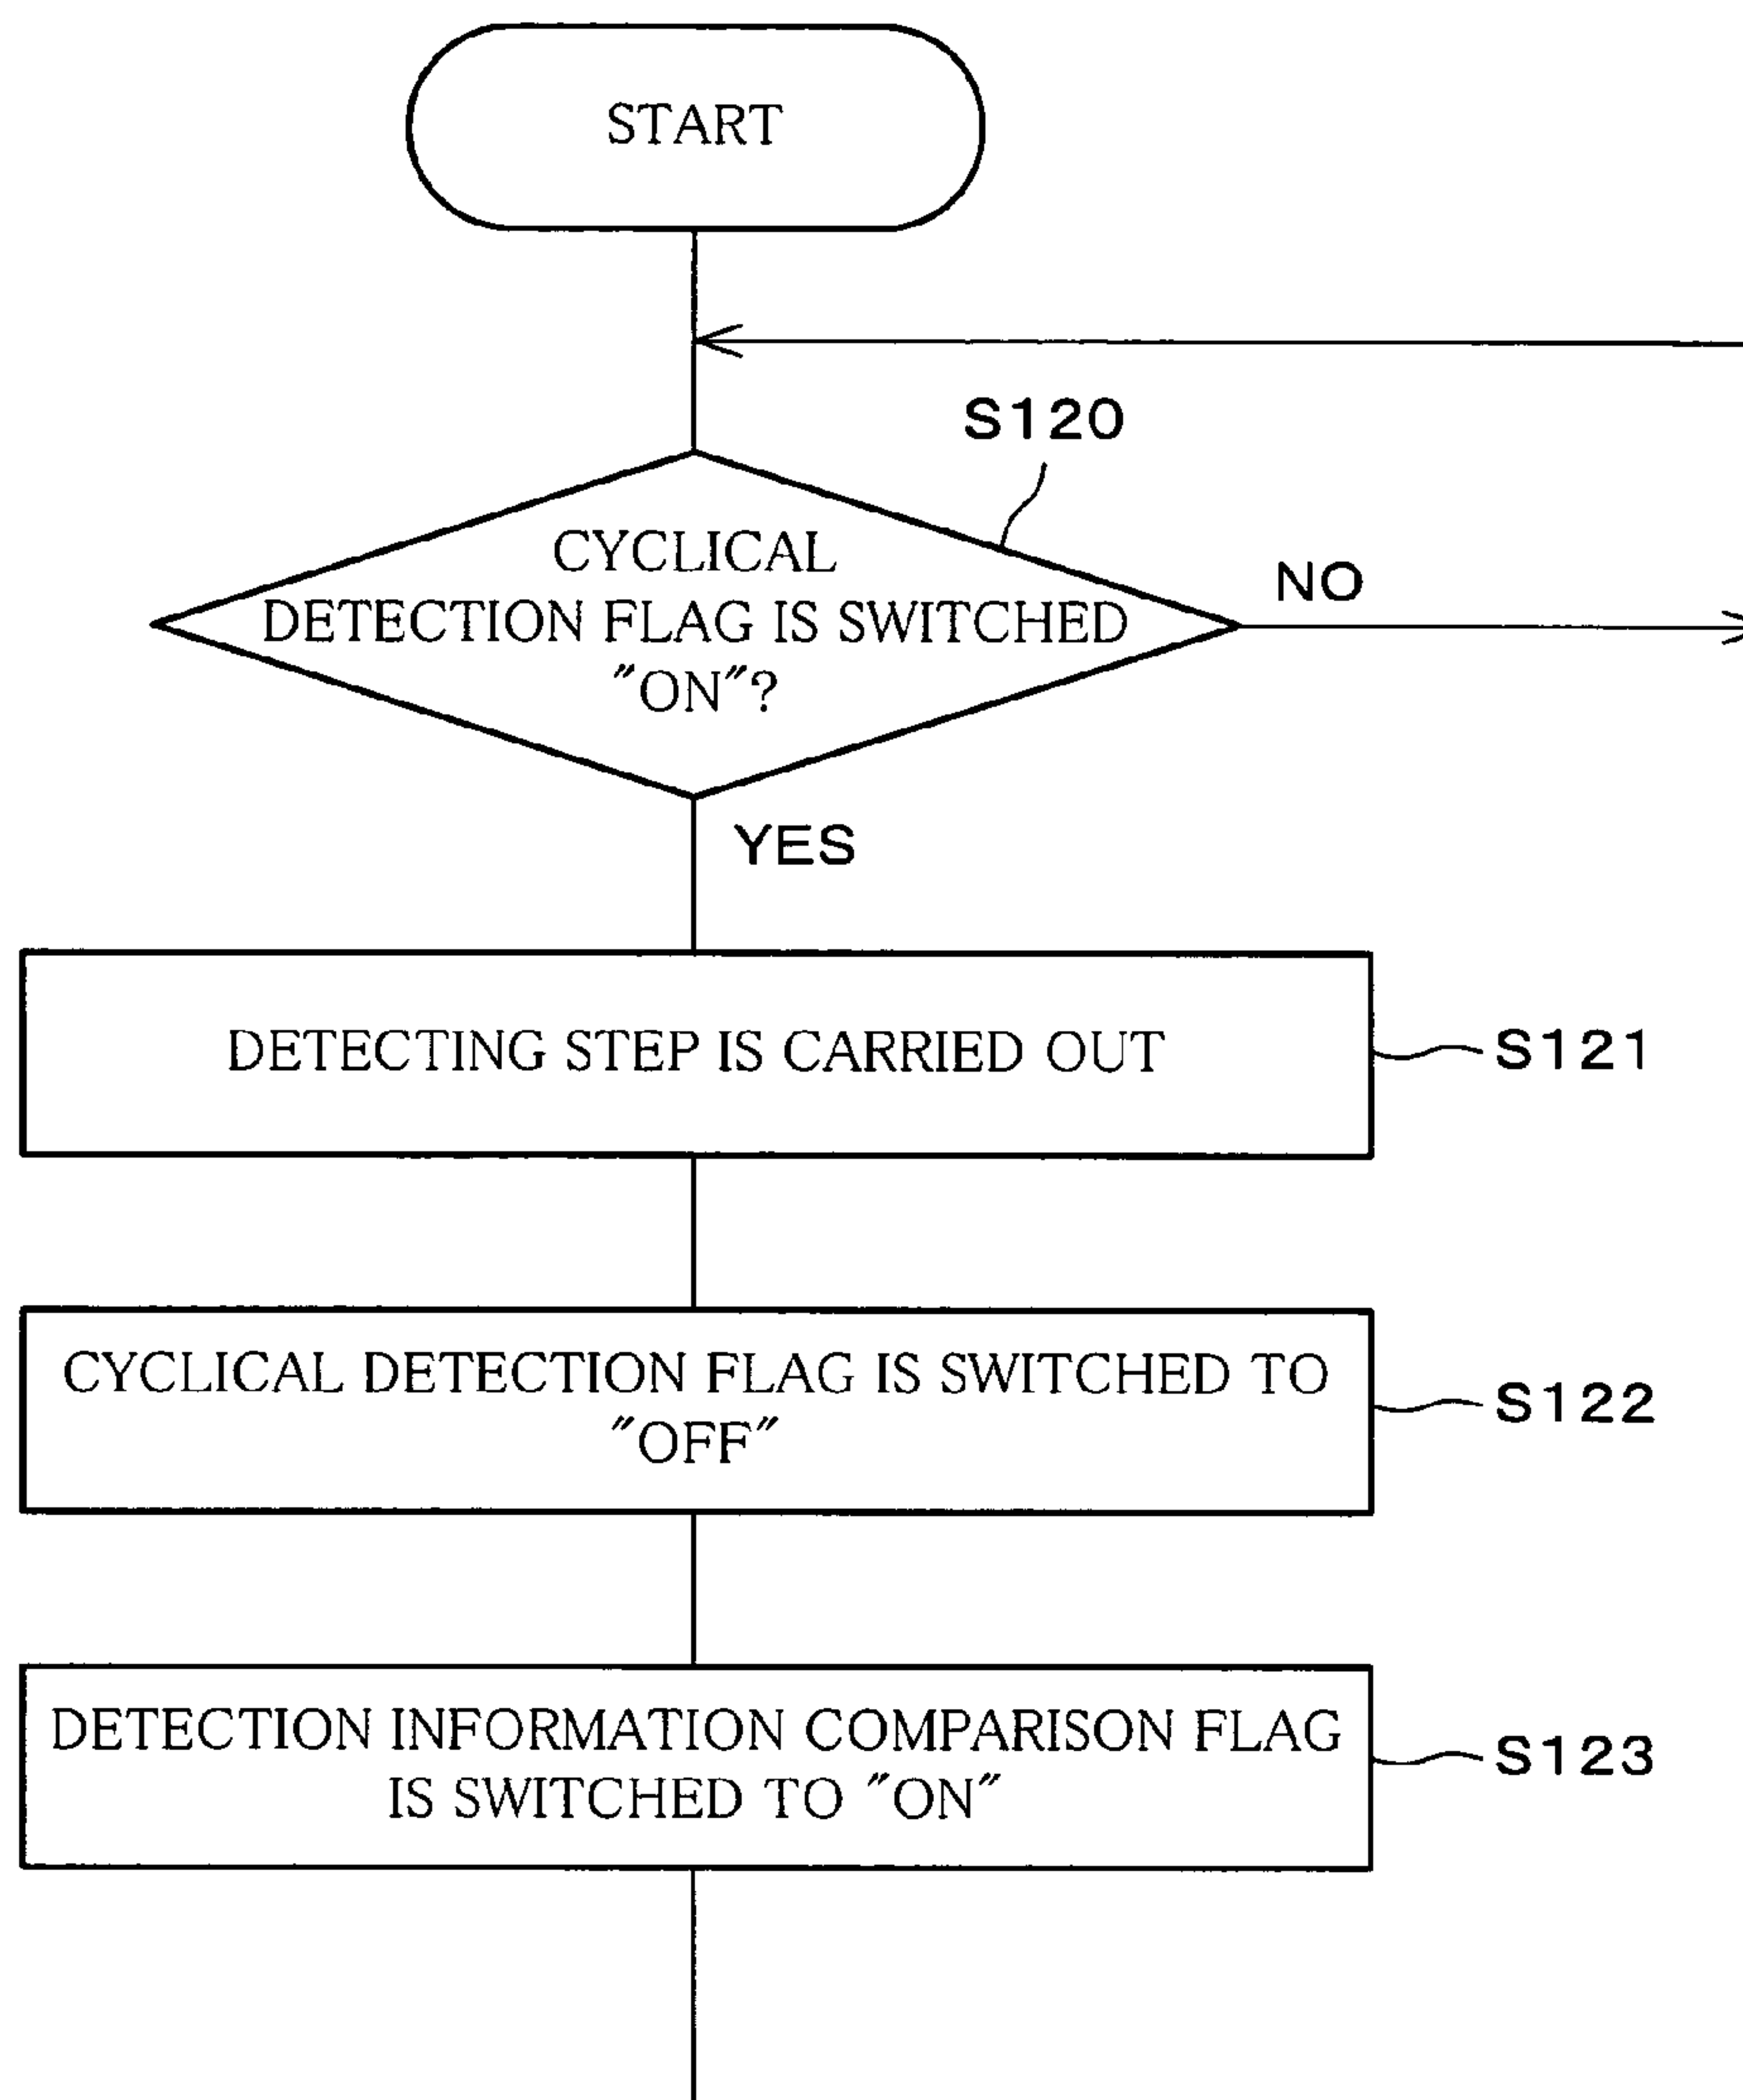 START
S120
CYCLICAL
DETECTION FLAG IS SWITCHED
"ON"?
NO
YES
DETECTING STEP IS CARRIED OUT
S121
CYCLICAL DETECTION FLAG IS SWITCHED TO
"OFF"
S122
DETECTION INFORMATION COMPARISON FLAG
IS SWITCHED TO "ON"
S123